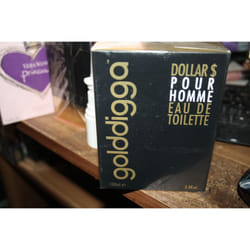 golddigga
DOLLAR $
POUR
HOMME
EAU DE
TOILETTE